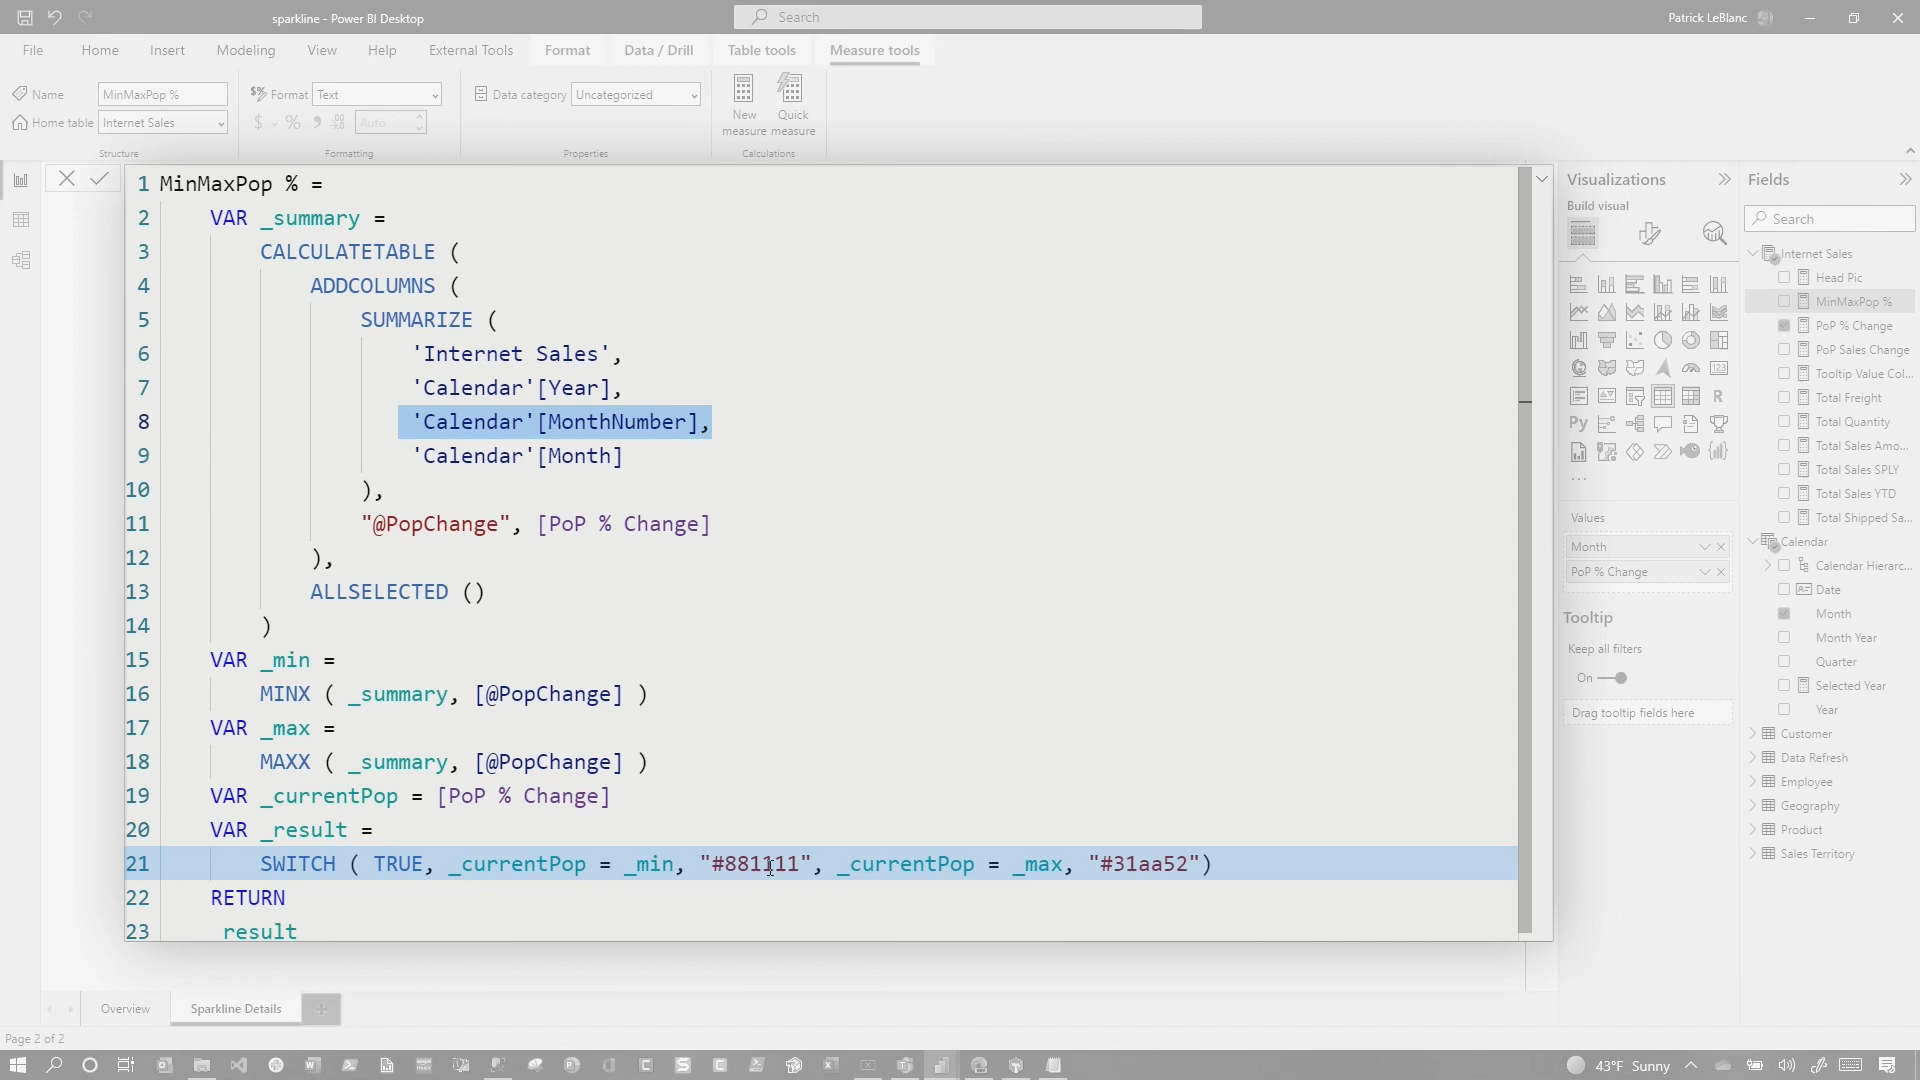 sparkline - Power BI Desktop
Search
Patrick LeBlanc
File
Home
Insert
Modeling
View
Help
External Tools
Format
Data / Drill
Table tools
Measure tools
Name
MinMaxPop %
Home table
Internet Sales
Structure
Format
Text
$
%
Auto
Formatting
Data category
Uncategorized
Properties
New
measure
Quick
measure
Calculations
1 MinMaxPop % =
2 VAR _summary =
3 CALCULATETABLE (
4 ADDCOLUMNS (
5 SUMMARIZE (
6 'Internet Sales',
7 'Calendar'[Year],
8 'Calendar'[MonthNumber],
9 'Calendar'[Month]
10 ),
11 "@PopChange", [PoP % Change]
12 ),
13 ALLSELECTED ()
14 )
15 VAR _min =
16 MINX ( _summary, [@PopChange] )
17 VAR _max =
18 MAXX ( _summary, [@PopChange] )
19 VAR _currentPop = [PoP % Change]
20 VAR _result =
21 SWITCH ( TRUE, _currentPop = _min, "#881111", _currentPop = _max, "#31aa52")
22 RETURN
23 result
Visualizations
Build visual
123
R
Py
...
Values
Month
PoP % Change
Tooltip
Keep all filters
On
Drag tooltip fields here
Fields
Search
Internet Sales
Head Pic
MinMaxPop %
PoP % Change
PoP Sales Change
Tooltip Value Col...
Total Freight
Total Quantity
Total Sales Amo...
Total Sales SPLY
Total Sales YTD
Total Shipped Sa...
Calendar
Calendar Hierarc...
Date
Month
Month Year
Quarter
Selected Year
Year
Customer
Data Refresh
Employee
Geography
Product
Sales Territory
Overview
Sparkline Details
Page 2 of 2
43°F Sunny